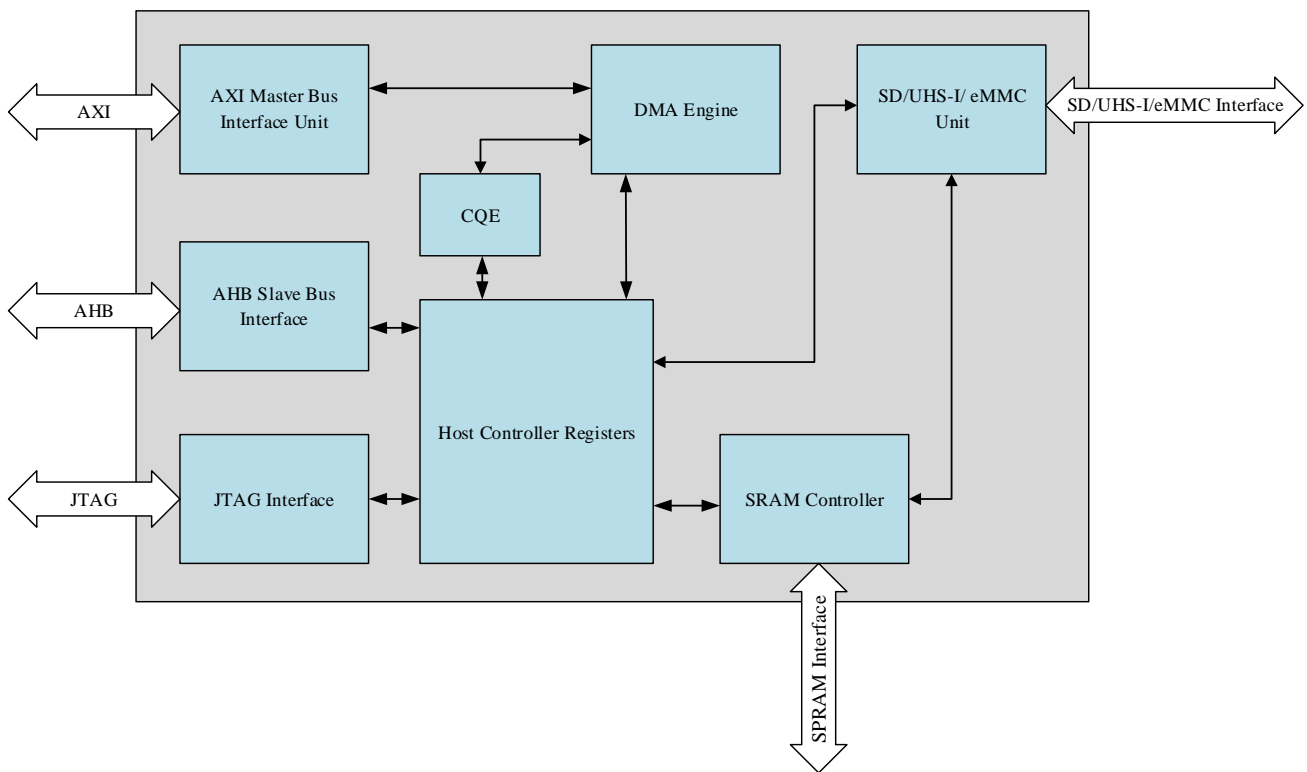 AXI
AXI Master Bus
Interface Unit
DMA Engine
SD/UHS-I/ eMMC
Unit
SD/UHS-I/eMMC Interface
CQE
AHB
AHB Slave Bus
Interface
Host Controller Registers
JTAG
JTAG Interface
SRAM Controller
SPRAM Interface